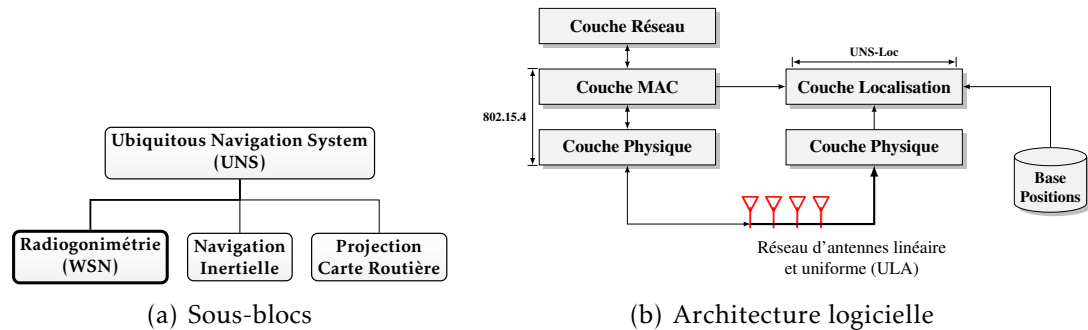 Ubiquitous Navigation System
(UNS)
Radiogonimétrie
(WSN)
Navigation
Inertielle
Projection
Carte Routière
(a) Sous-blocs
Couche Réseau
UNS-Loc
Couche MAC
Couche Localisation
802.15.4
Couche Physique
Couche Physique
Base
Positions
Réseau d'antennes linéaire
et uniforme (ULA)
(b) Architecture logicielle